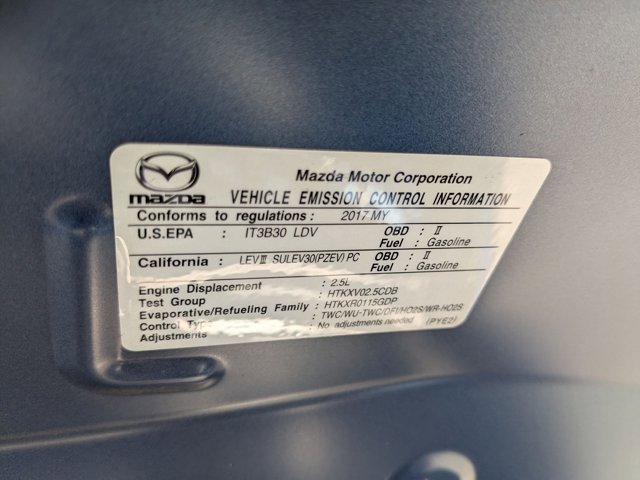 Mazda Motor Corporation
mazda VEHICLE EMISSION CONTROL INFORMATION
Conforms to regulations : 2017 MY
U.S.EPA : IT3B30 LDV OBD : II
Fuel : Gasoline
California : LEVⅢ SULEV30(PZEV) PC OBD : II
Fuel : Gasoline
Engine Displacement : 2.5L
Test Group : HTKXV02.5CDB
Evaporative/Refueling Family : HTKXR0115GDP
Control Type : TWC/WU-TWC/DFI/HO2S/WR-HO2S
Adjustments : No adjustments needed (PYE2)